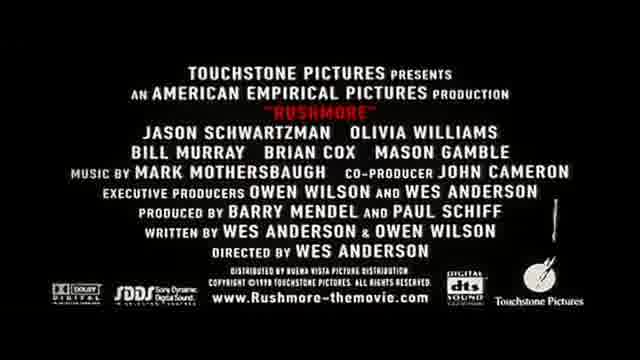 TOUCHSTONE PICTURES PRESENTS
AN AMERICAN EMPIRICAL PICTURES PRODUCTION
"RUSHMORE"
JASON SCHWARTZMAN OLIVIA WILLIAMS
BILL MURRAY BRIAN COX MASON GAMBLE
MUSIC BY MARK MOTHERSBAUGH CO-PRODUCER JOHN CAMERON
EXECUTIVE PRODUCERS OWEN WILSON AND WES ANDERSON
PRODUCED BY BARRY MENDEL AND PAUL SCHIFF
WRITTEN BY WES ANDERSON & OWEN WILSON
DIRECTED BY WES ANDERSON
DISTRIBUTED BY BUENA VISTA PICTURE DISTRIBUTION
COPYRIGHT ©1998 TOUCHSTONE PICTURES. ALL RIGHTS RESERVED.
www.Rushmore-themovie.com
DOLBY
DIGITAL
SDDS Sony Dynamic
Digital Sound
DIGITAL
dts
SOUND
Touchstone Pictures